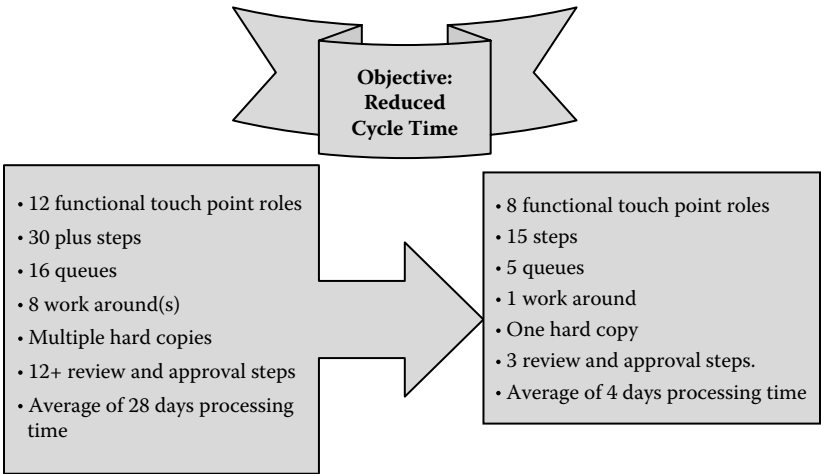 Objective:
Reduced
Cycle Time
• 12 functional touch point roles
• 30 plus steps
• 16 queues
• 8 work around(s)
• Multiple hard copies
• 12+ review and approval steps
• Average of 28 days processing
time
• 8 functional touch point roles
• 15 steps
• 5 queues
• 1 work around
• One hard copy
• 3 review and approval steps.
• Average of 4 days processing time